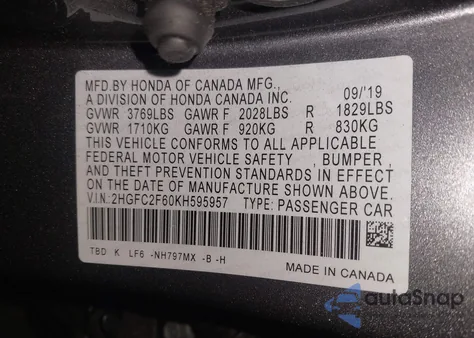 MFD.BY HONDA OF CANADA MFG.,
A DIVISION OF HONDA CANADA INC. 09/'19
GVWR 3769LBS GAWR F 2028LBS R 1829LBS
GVWR 1710KG GAWR F 920KG R 830KG
THIS VEHICLE CONFORMS TO ALL APPLICABLE
FEDERAL MOTOR VEHICLE SAFETY , BUMPER ,
AND THEFT PREVENTION STANDARDS IN EFFECT
ON THE DATE OF MANUFACTURE SHOWN ABOVE.
V.I.N: 2HGFC2F60KH595957 TYPE: PASSENGER CAR
TBD K LF6 -NH797MX -B -H
MADE IN CANADA
autoSnap